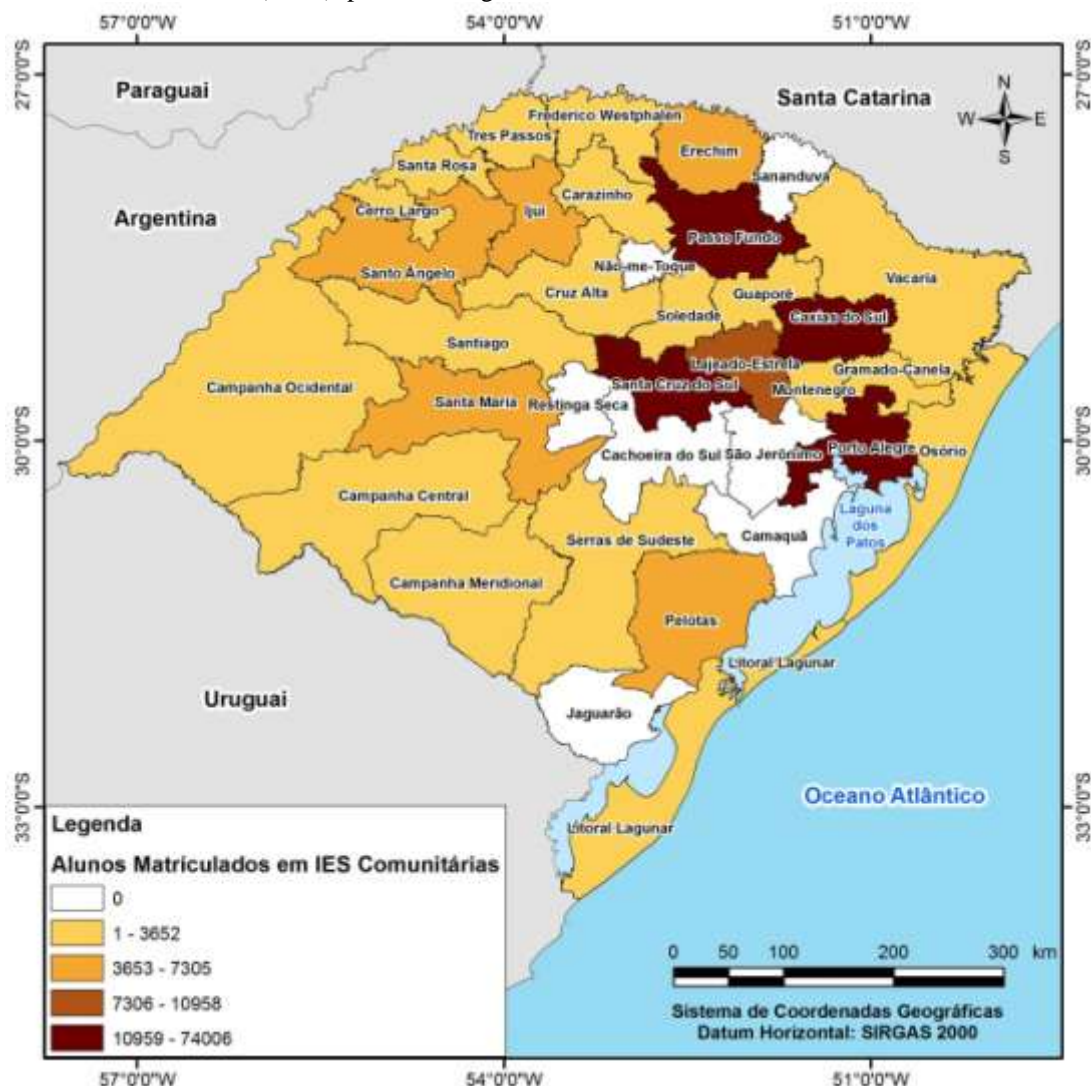 57°0'0"W
54°0'0"W
51°0'0"W
27°0'0"S
27°0'0"S
Paraguai
Santa Catarina
N
W
E
S
Frederico Westphalen
Tres Passos
Erechim
Santa Rosa
Sananduva
Carazinho
Argentina
Cerro Largo
Ijui
Passo Fundo
Santo Ângelo
Não-me-Toque
Vacaria
Cruz Alta
Guaporé
Soledade
Caxias do Sul
Santiago
Lajeado-Estrela
Gramado-Canela
Campanha Ocidental
Santa Cruz do Sul
Montenegro
Santa Maria
Restinga Seca
30°0'0"S
30°0'0"S
Cachoeira do Sul
São Jerônimo
Porto Alegre
Osório
Campanha Central
Laguna
dos
Patos
Serras de Sudeste
Camaquã
Campanha Meridional
Pelotas
Litoral Lagunar
Uruguai
Jaguarão
Oceano Atlântico
33°0'0"S
33°0'0"S
Litoral Lagunar
Legenda
Alunos Matriculados em IES Comunitárias
0
1 - 3652
3653 - 7305
7306 - 10958
10959 - 74006
0 50 100 200 300 km
Sistema de Coordenadas Geográficas
Datum Horizontal: SIRGAS 2000
57°0'0"W
54°0'0"W
51°0'0"W